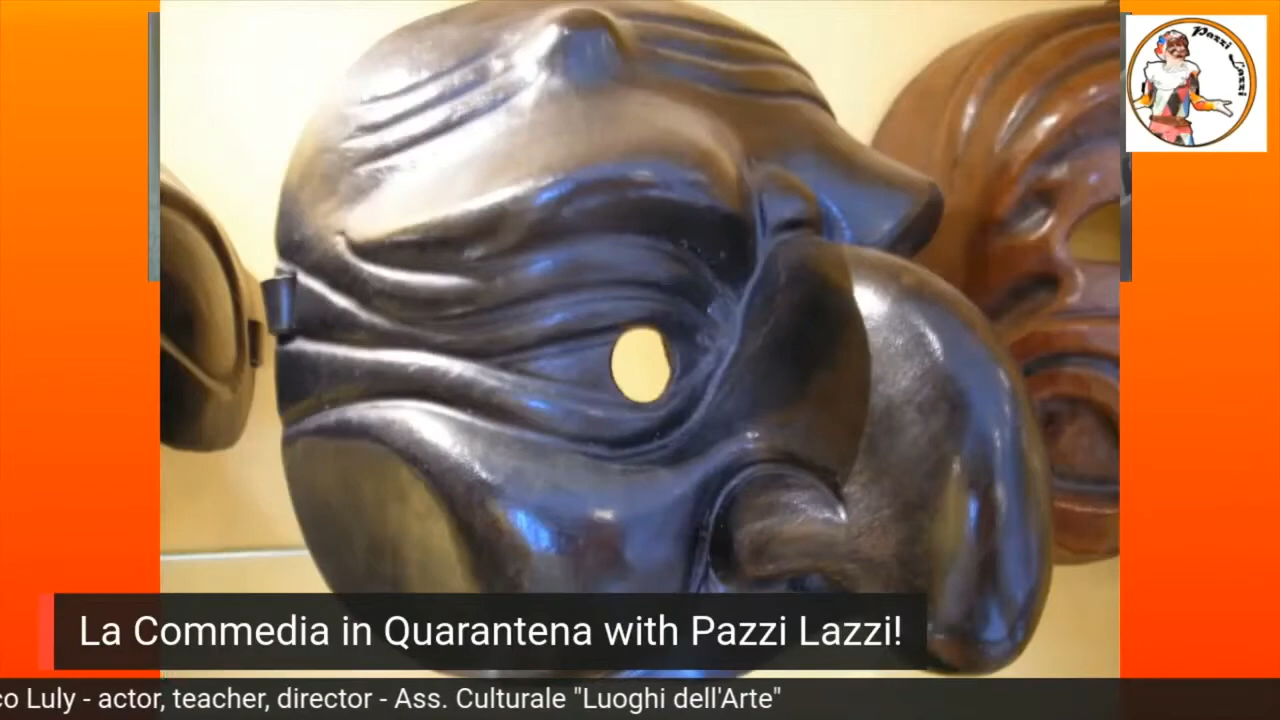 Pazzi Lazzi
La Commedia in Quarantena with Pazzi Lazzi!
co Luly - actor, teacher, director - Ass. Culturale "Luoghi dell'Arte"